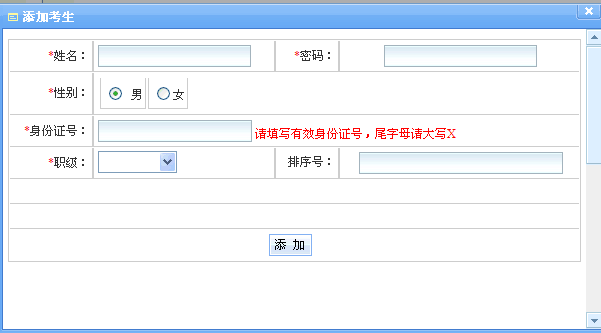 添加考生
*姓名： *密码：
*性别： 男 女
*身份证号： 请填写有效身份证号，尾字母请大写X
*职级： 排序号：
添 加